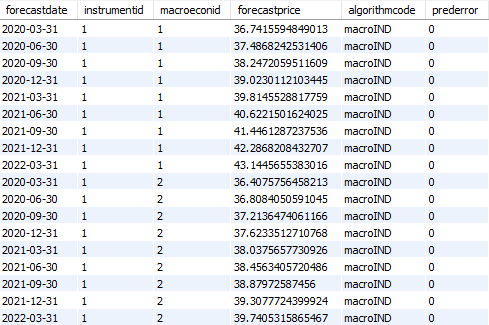 forecastdate instrumentid macroeconid forecastprice algorithmcode prederror
2020-03-31 1 1 36.7415594849013 macroIND 0
2020-06-30 1 1 37.4868242531406 macroIND 0
2020-09-30 1 1 38.2472059511609 macroIND 0
2020-12-31 1 1 39.0230112103445 macroIND 0
2021-03-31 1 1 39.8145528817759 macroIND 0
2021-06-30 1 1 40.6221501624025 macroIND 0
2021-09-30 1 1 41.4461287237536 macroIND 0
2021-12-31 1 1 42.2868208432707 macroIND 0
2022-03-31 1 1 43.1445655383016 macroIND 0
2020-03-31 1 2 36.4075756458213 macroIND 0
2020-06-30 1 2 36.8084050591045 macroIND 0
2020-09-30 1 2 37.2136474061166 macroIND 0
2020-12-31 1 2 37.6233512710768 macroIND 0
2021-03-31 1 2 38.0375657730926 macroIND 0
2021-06-30 1 2 38.4563405720486 macroIND 0
2021-09-30 1 2 38.87972587456 macroIND 0
2021-12-31 1 2 39.3077724399924 macroIND 0
2022-03-31 1 2 39.7405315865467 macroIND 0